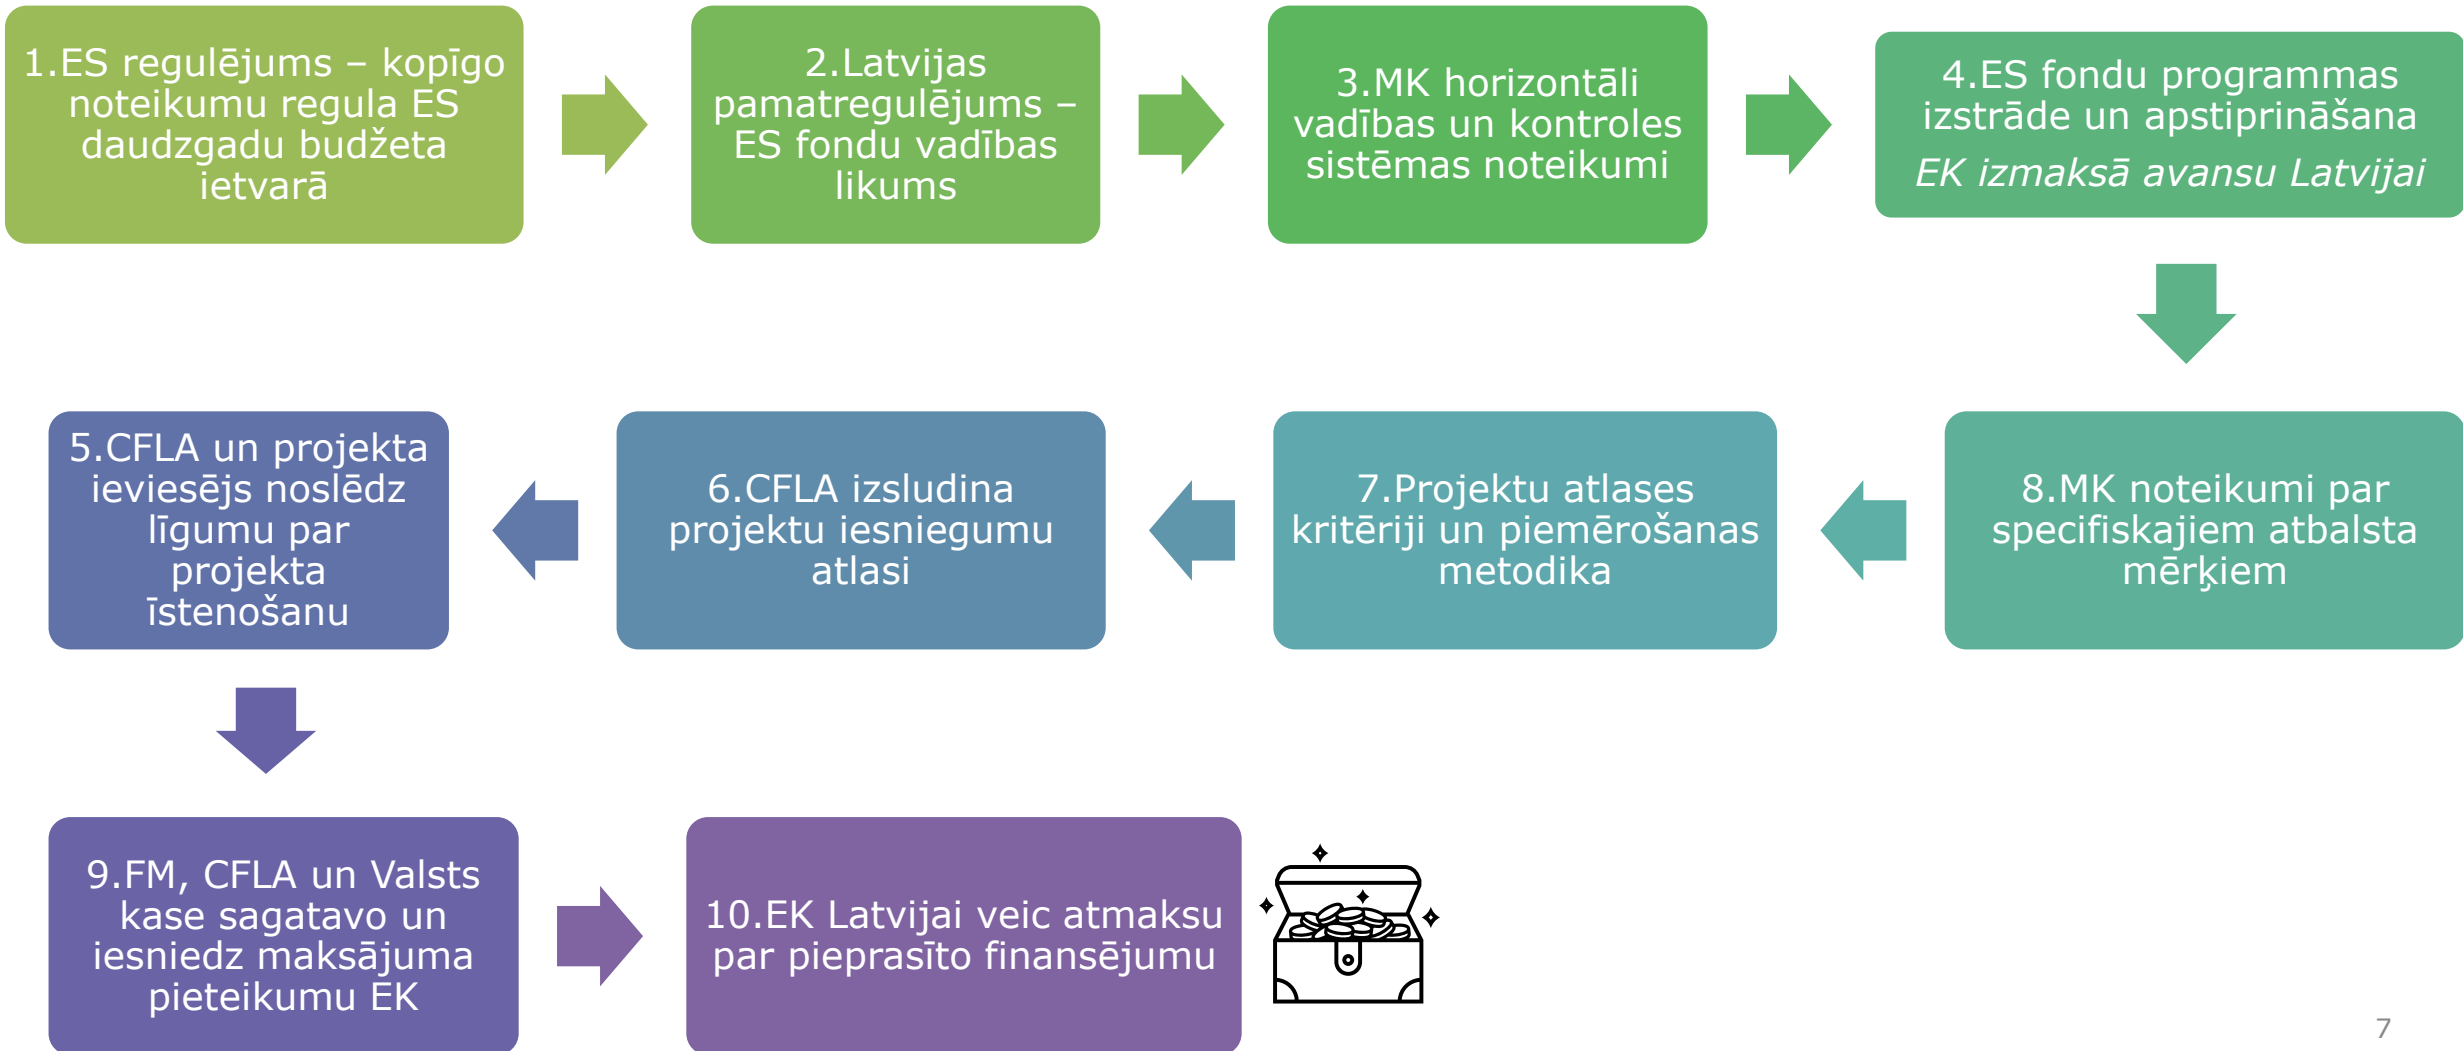 1.ES regulējums – kopīgo
noteikumu regula ES
daudzgadu budžeta
ietvarā
2.Latvijas
pamatregulējums –
ES fondu vadības
likums
3.MK horizontāli
vadības un kontroles
sistēmas noteikumi
4.ES fondu programmas
izstrāde un apstiprināšana
EK izmaksā avansu Latvijai
5.CFLA un projekta
ieviesējs noslēdz
līgumu par
projekta
īstenošanu
6.CFLA izsludina
projektu iesniegumu
atlasi
7.Projektu atlases
kritēriji un piemērošanas
metodika
8.MK noteikumi par
specifiskajiem atbalsta
mērķiem
9.FM, CFLA un Valsts
kase sagatavo un
iesniedz maksājuma
pieteikumu EK
10.EK Latvijai veic atmaksu
par pieprasīto finansējumu
7